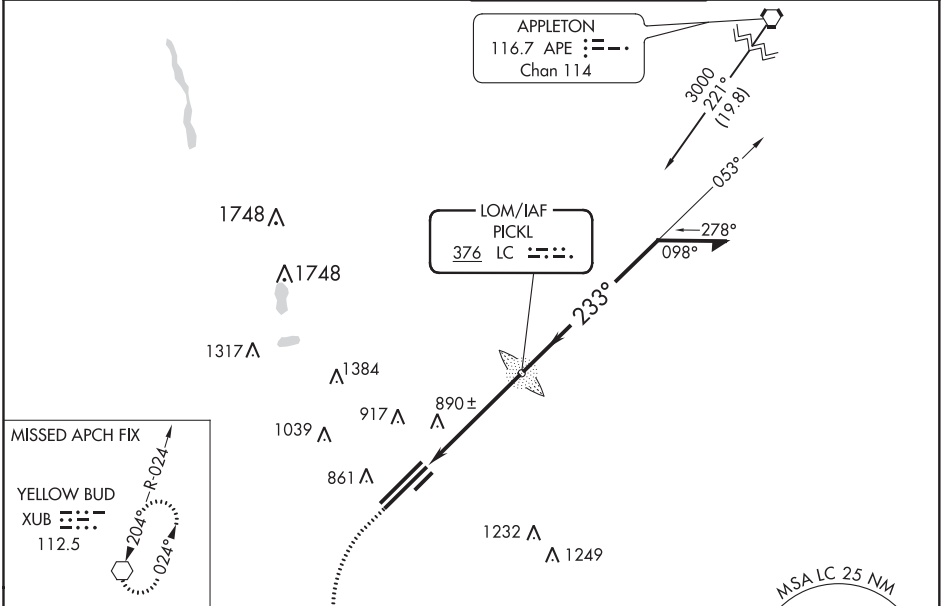 APPLETON
116.7 APE
Chan 114
3000
221°
(19.8)
053°
1748
LOM/IAF
PICKL
376 LC
278°
098°
1748
233°
1317
1384
917
890±
1039
MISSED APCH FIX
R-024
861
YELLOW BUD
XUB
112.5
204°
024°
1232
1249
MSA LC 25 NM